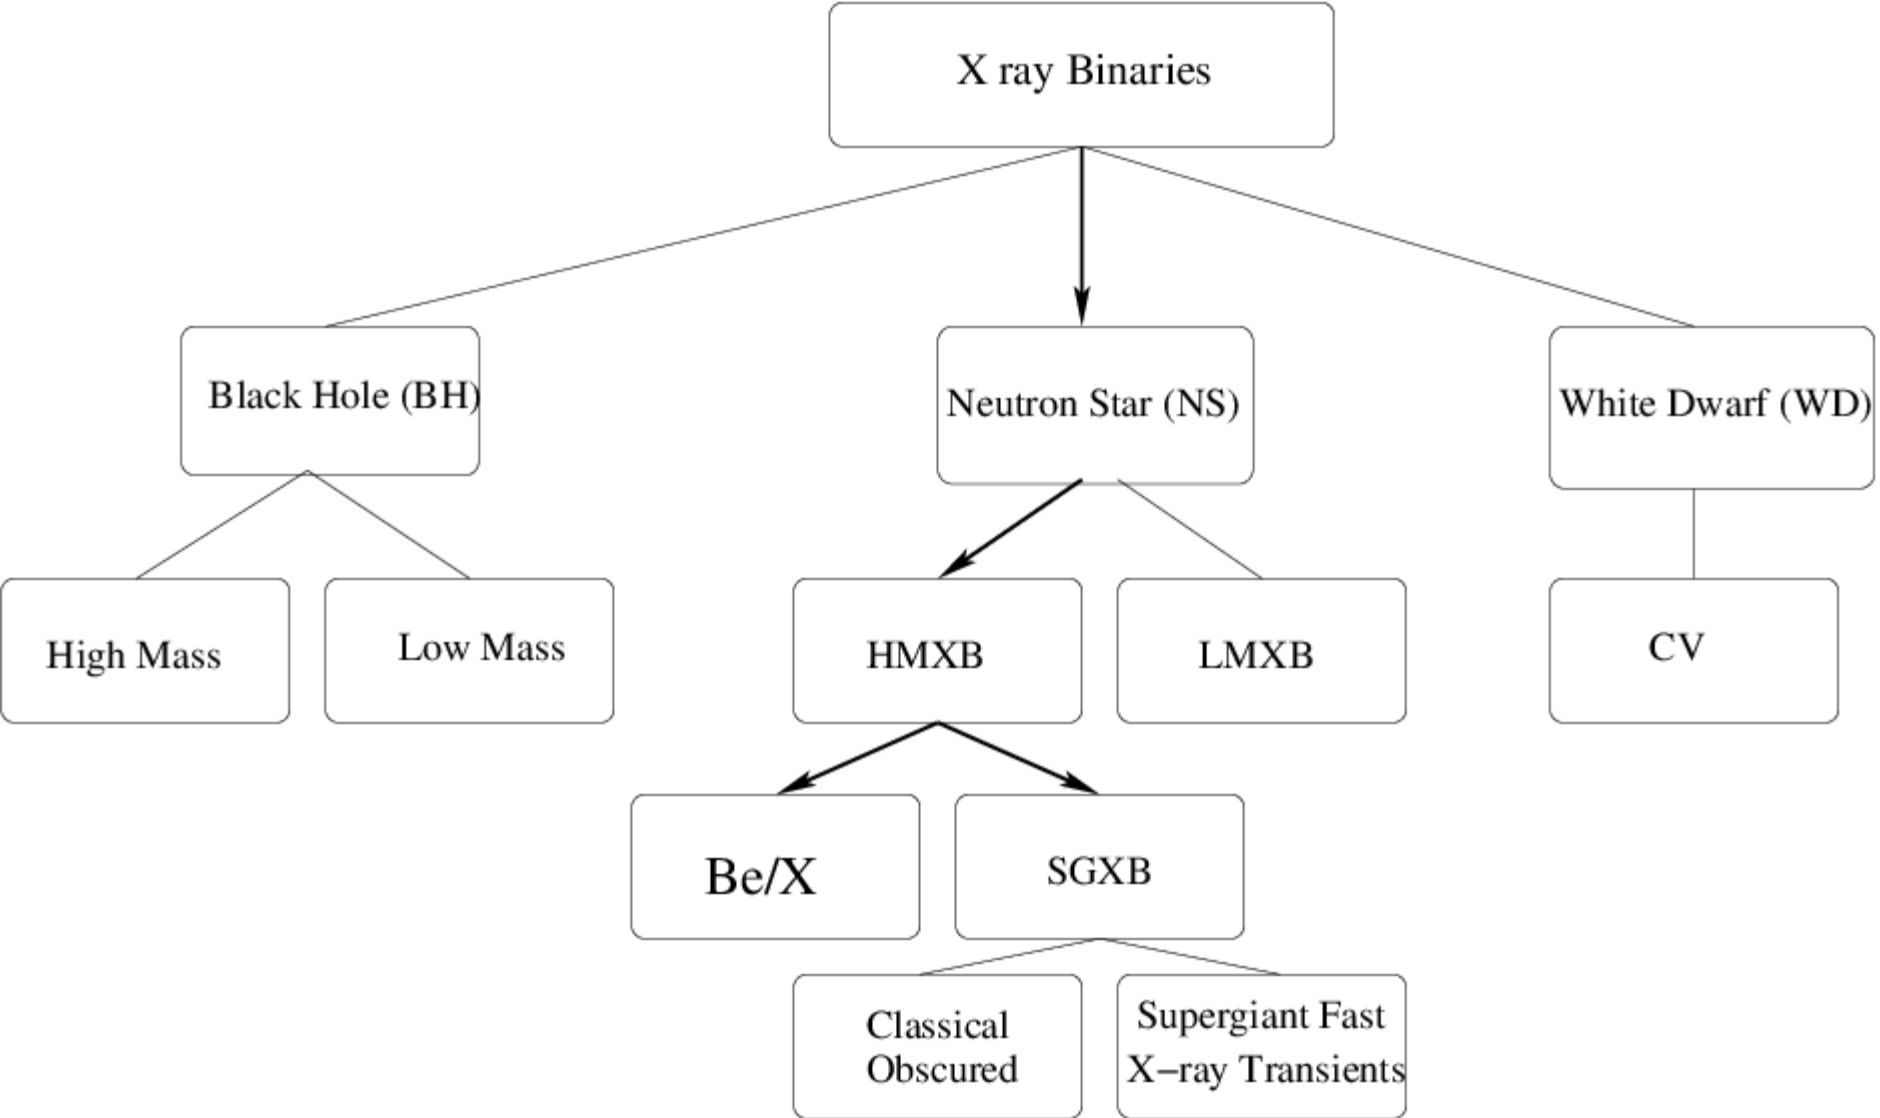 X ray Binaries
Black Hole (BH)
Neutron Star (NS)
White Dwarf (WD)
High Mass
Low Mass
HMXB
LMXB
CV
Be/X
SGXB
Classical
Obscured
Supergiant Fast
X−ray Transients